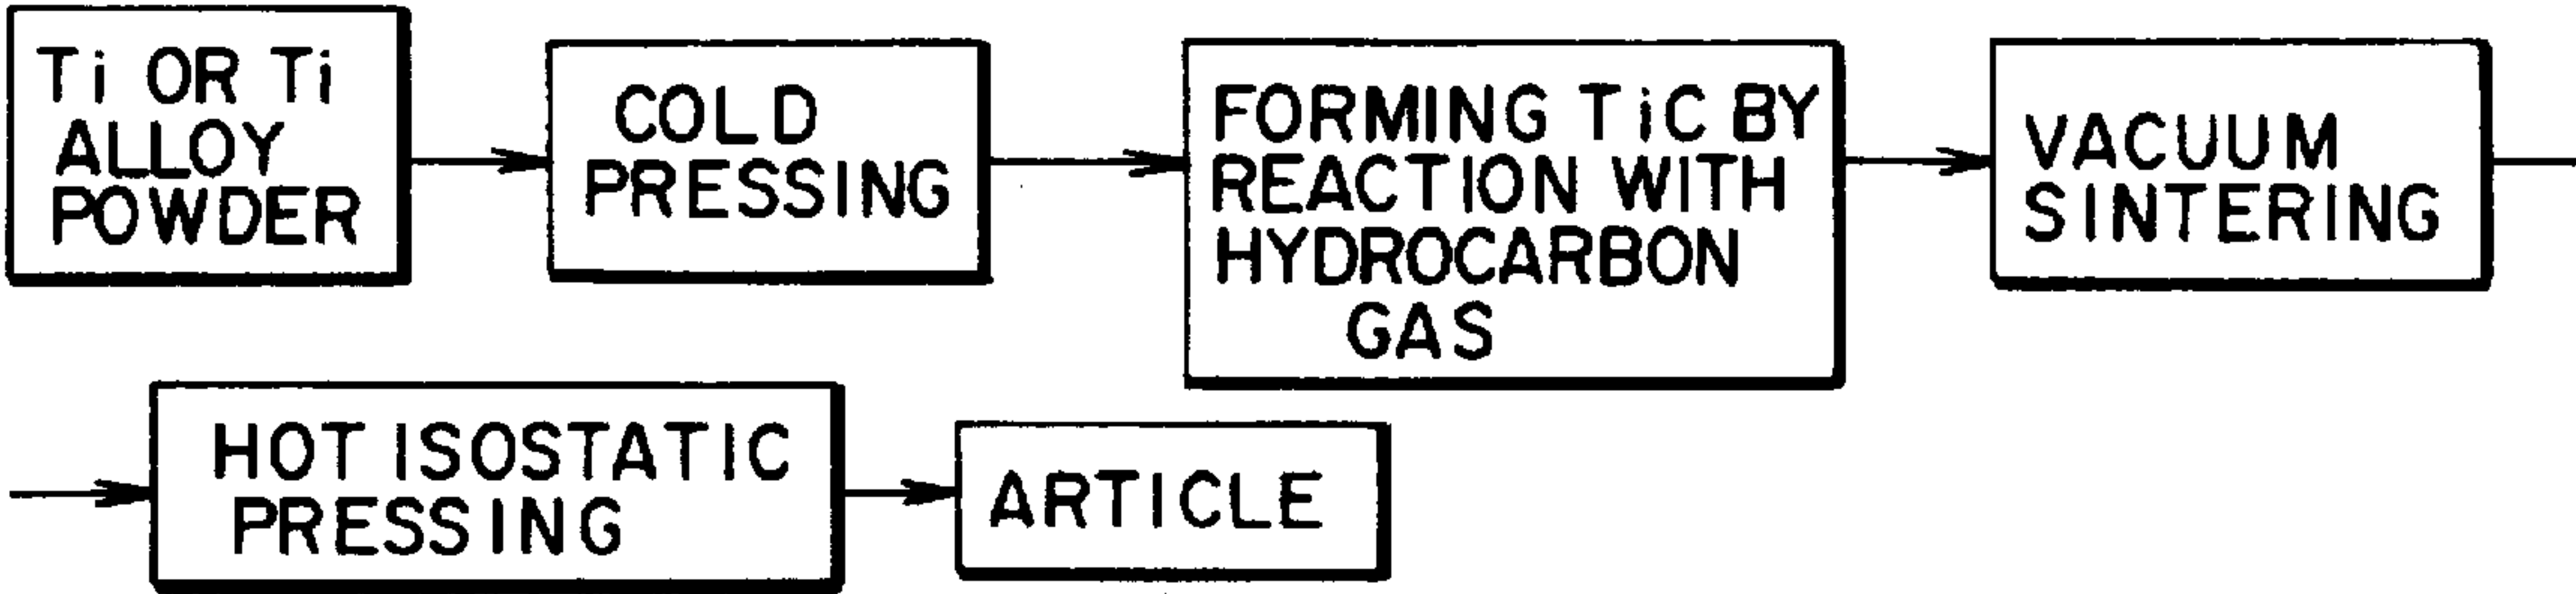 Ti OR Ti
ALLOY
POWDER
COLD
PRESSING
FORMING TiC BY
REACTION WITH
HYDROCARBON
GAS
VACUUM
SINTERING
HOT ISOSTATIC
PRESSING
ARTICLE